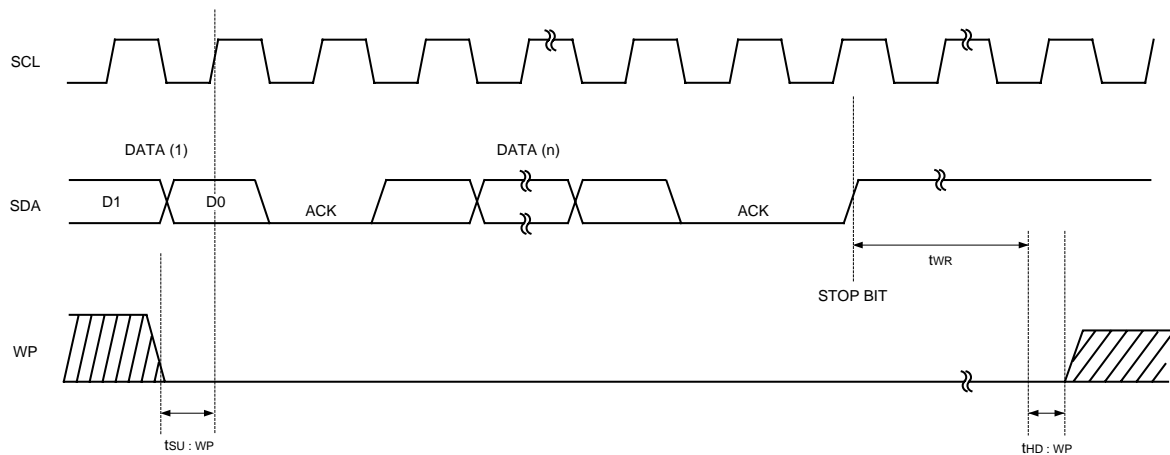 SCL
DATA (1)
DATA (n)
SDA
D1
D0
ACK
ACK
tWR
STOP BIT
WP
tSU : WP
tHD : WP